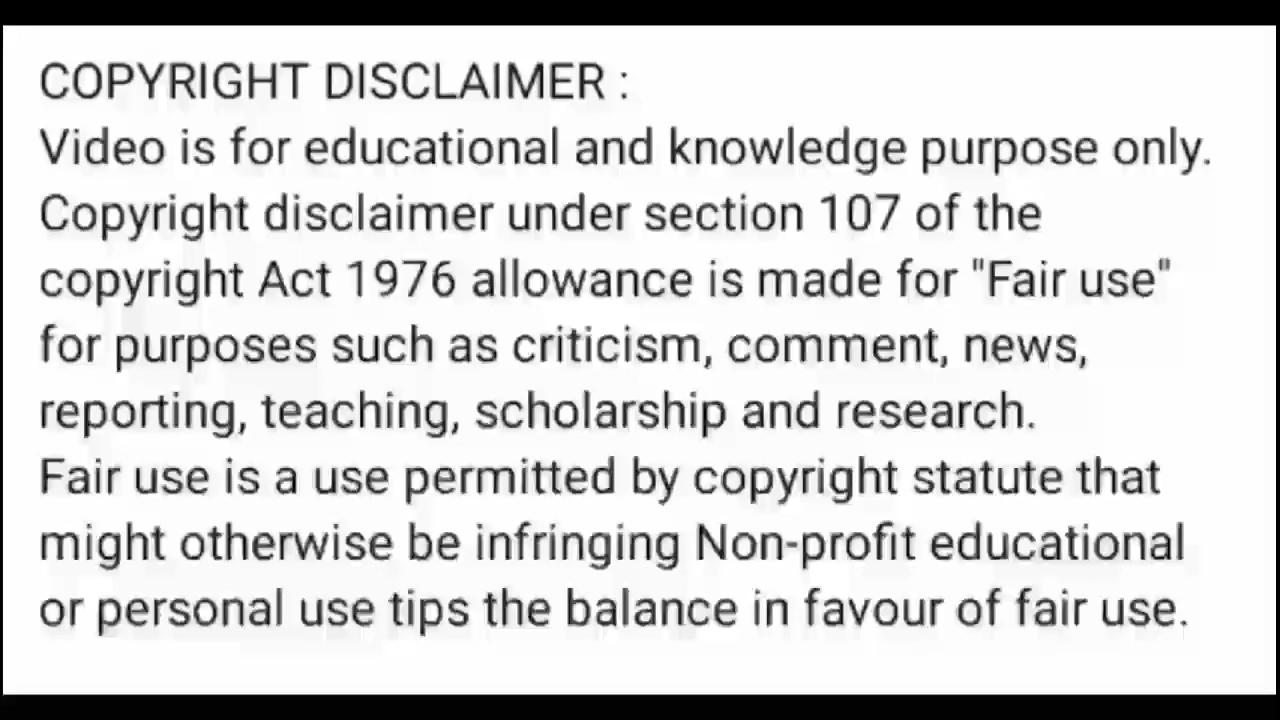 COPYRIGHT DISCLAIMER :
Video is for educational and knowledge purpose only.
Copyright disclaimer under section 107 of the
copyright Act 1976 allowance is made for "Fair use"
for purposes such as criticism, comment, news,
reporting, teaching, scholarship and research.
Fair use is a use permitted by copyright statute that
might otherwise be infringing Non-profit educational
or personal use tips the balance in favour of fair use.